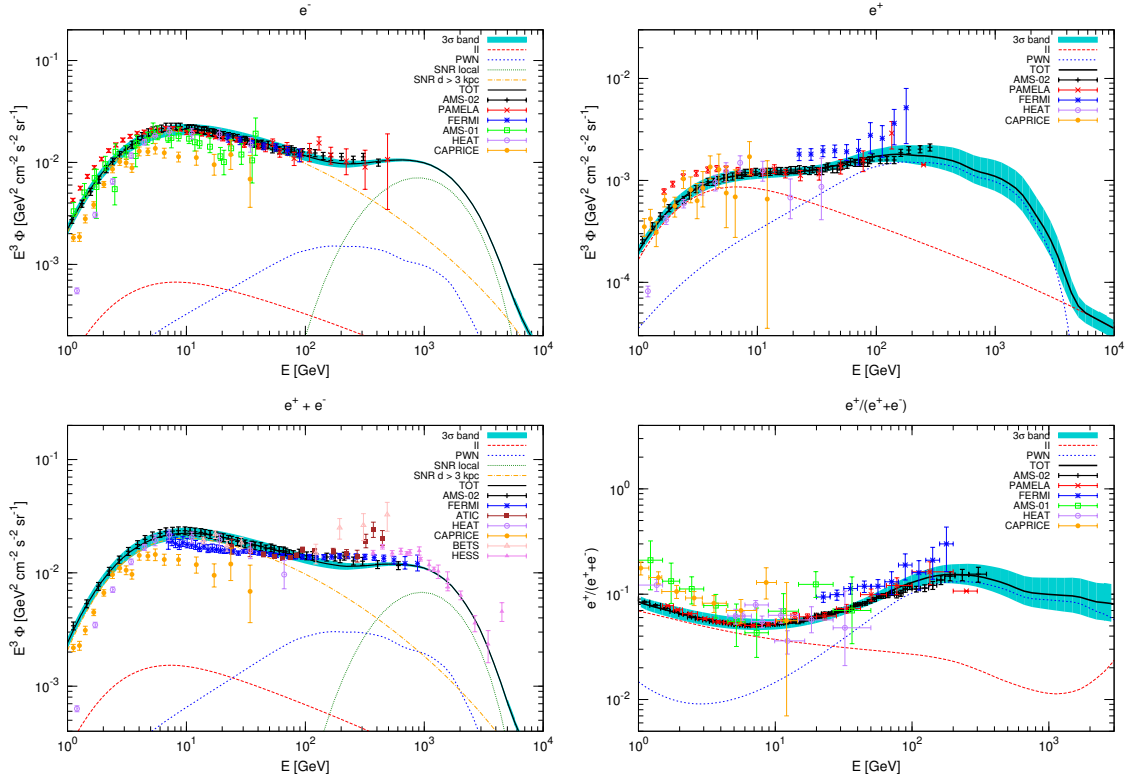 e⁻
10⁻¹
10⁻²
10⁻³
10⁰ 10¹ 10² 10³ 10⁴
E³ Φ [GeV² cm⁻² s⁻² sr⁻¹]
E [GeV]
3σ band
II
PWN
SNR local
SNR d > 3 kpc
TOT
AMS-02
PAMELA
FERMI
AMS-01
HEAT
CAPRICE
e⁺
10⁻²
10⁻³
10⁻⁴
10⁰ 10¹ 10² 10³ 10⁴
E³ Φ [GeV² cm⁻² s⁻² sr⁻¹]
E [GeV]
3σ band
II
PWN
TOT
AMS-02
PAMELA
FERMI
HEAT
CAPRICE
e⁺ + e⁻
10⁻¹
10⁻²
10⁻³
10⁰ 10¹ 10² 10³ 10⁴
E³ Φ [GeV² cm⁻² s⁻² sr⁻¹]
E [GeV]
3σ band
II
PWN
SNR local
SNR d > 3 kpc
TOT
AMS-02
FERMI
ATIC
HEAT
CAPRICE
BETS
HESS
e⁺/(e⁺+e⁻)
10⁰
10⁻¹
10⁻²
10⁰ 10¹ 10² 10³
e⁺/(e⁺+e⁻)
E [GeV]
3σ band
II
PWN
TOT
AMS-02
PAMELA
FERMI
AMS-01
HEAT
CAPRICE